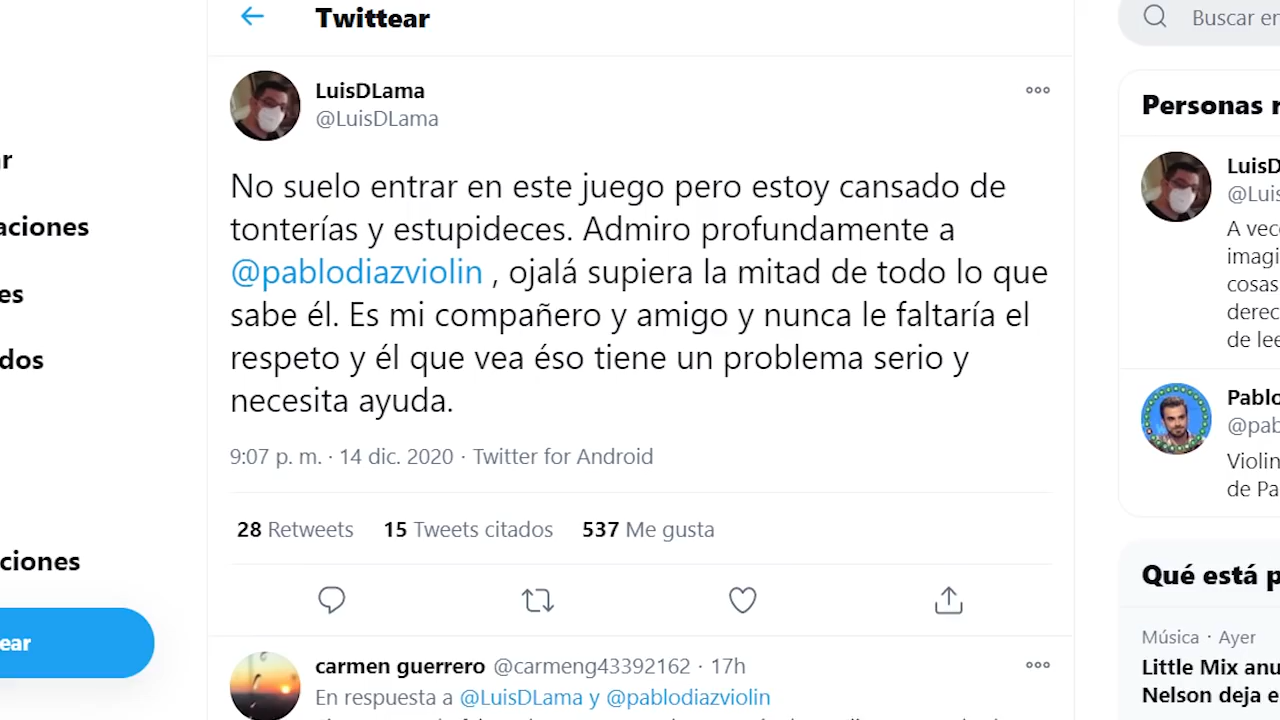 Twittear
LuisDLama
@LuisDLama
No suelo entrar en este juego pero estoy cansado de
tonterías y estupideces. Admiro profundamente a
@pablodiazviolin , ojalá supiera la mitad de todo lo que
sabe él. Es mi compañero y amigo y nunca le faltaría el
respeto y él que vea éso tiene un problema serio y
necesita ayuda.
9:07 p. m. · 14 dic. 2020 · Twitter for Android
28 Retweets 15 Tweets citados 537 Me gusta
carmen guerrero @carmeng43392162 · 17h
En respuesta a @LuisDLama y @pablodiazviolin
ar
aciones
es
dos
ciones
ear
Buscar en
Personas r
LuisD
@Luis
A vece
imagi
cosas
derec
de lee
Pablo
@pab
Violin
de Pa
Qué está p
Música · Ayer
Little Mix anu
Nelson deja e